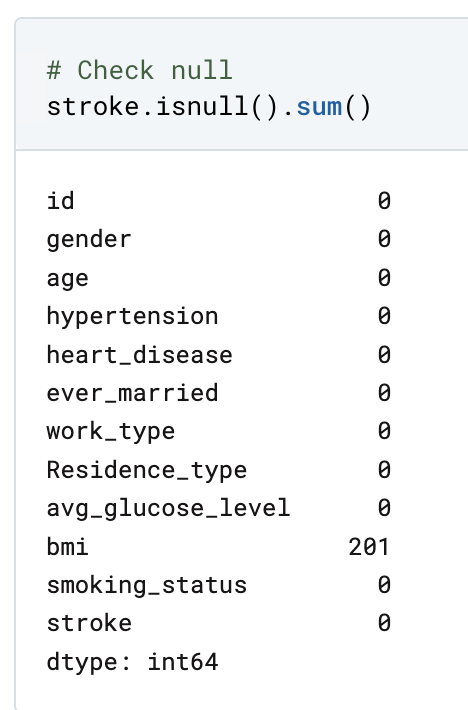 # Check null
stroke.isnull().sum()
id 0
gender 0
age 0
hypertension 0
heart_disease 0
ever_married 0
work_type 0
Residence_type 0
avg_glucose_level 0
bmi 201
smoking_status 0
stroke 0
dtype: int64